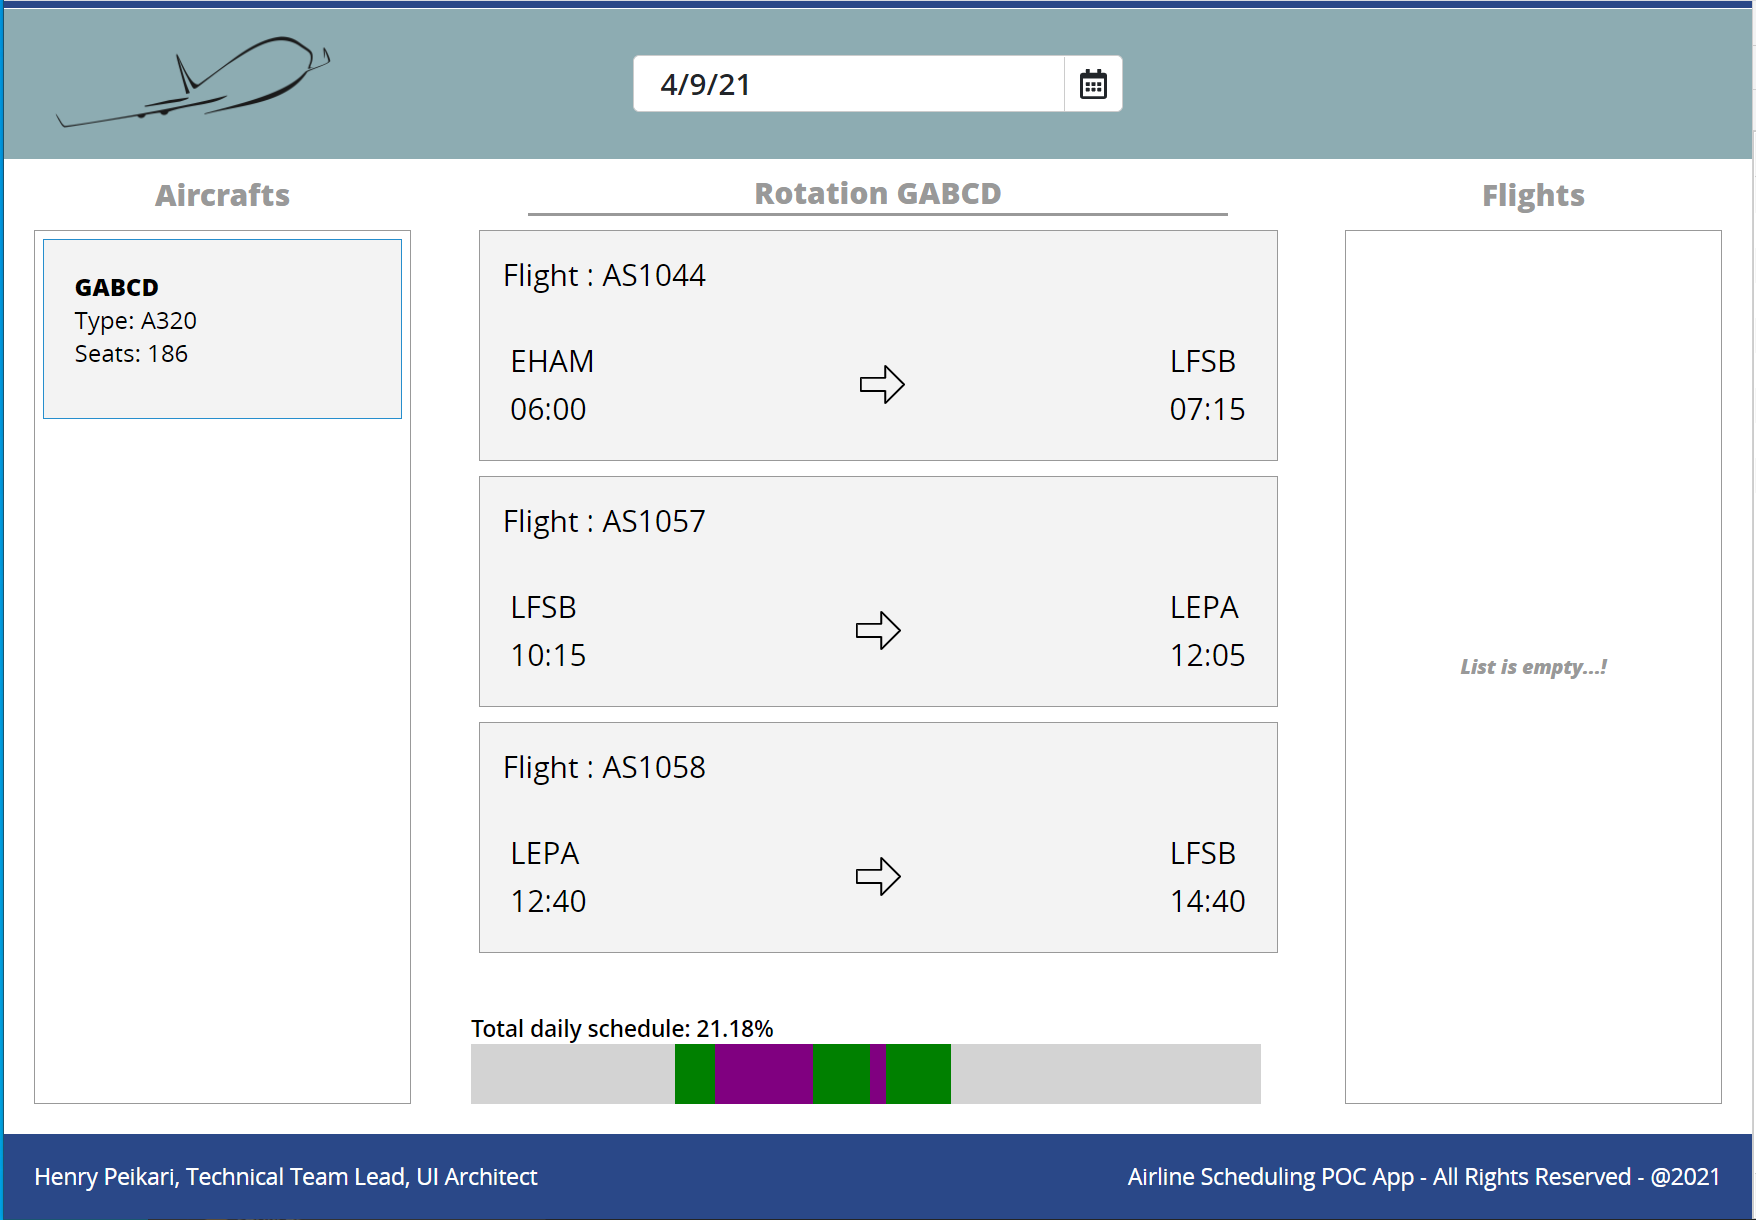 4/9/21
Aircrafts
Rotation GABCD
Flights
GABCD
Type: A320
Seats: 186
Flight : AS1044
EHAM
LFSB
06:00
07:15
Flight : AS1057
LFSB
LEPA
10:15
12:05
Flight : AS1058
LEPA
LFSB
12:40
14:40
List is empty...!
Total daily schedule: 21.18%
Henry Peikari, Technical Team Lead, UI Architect
Airline Scheduling POC App - All Rights Reserved - @2021